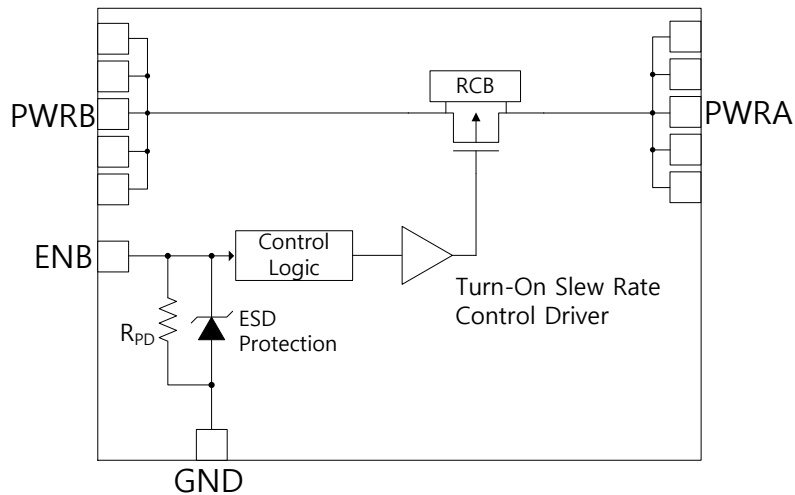 RCB
PWRB
PWRA
ENB
Control
Logic
Turn-On Slew Rate
Control Driver
ESD
Protection
RPD
GND